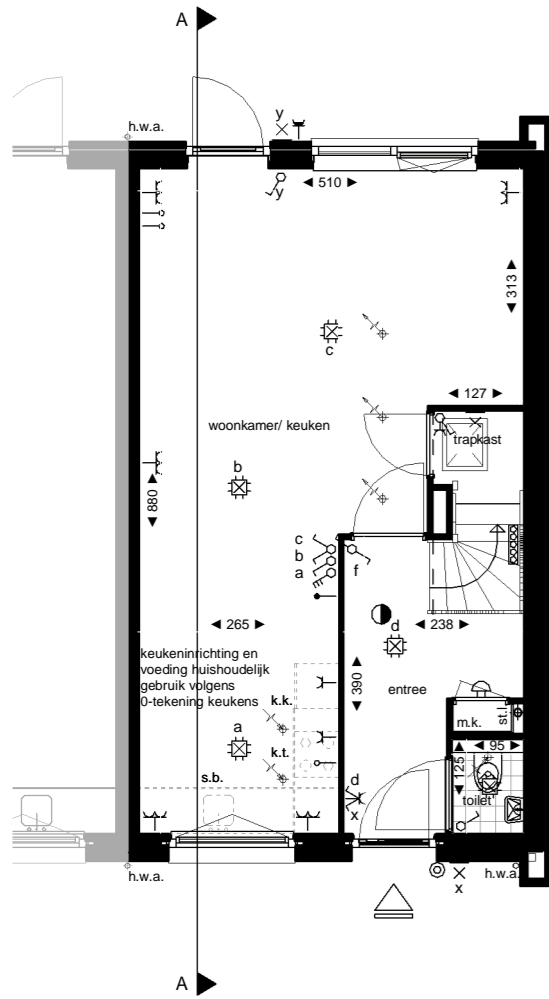 A
y
h.w.a.
y
◄ 510 ►
◄ 313 ►
c
◄ 127 ►
woonkamer/ keuken
trapkast
b
◄ 880 ►
c
b
a
f
◄ 265 ►
◄ 238 ►
d
keukeninrichting en
voeding huishoudelijk
gebruik volgens
0-tekening keukens
◄ 390 ►
entree
k.k.
m.k.
st.l
a
k.t.
◄ 95 ►
◄ 125 ►
s.b.
d
x
toilet
h.w.a.
x
h.w.a.
A